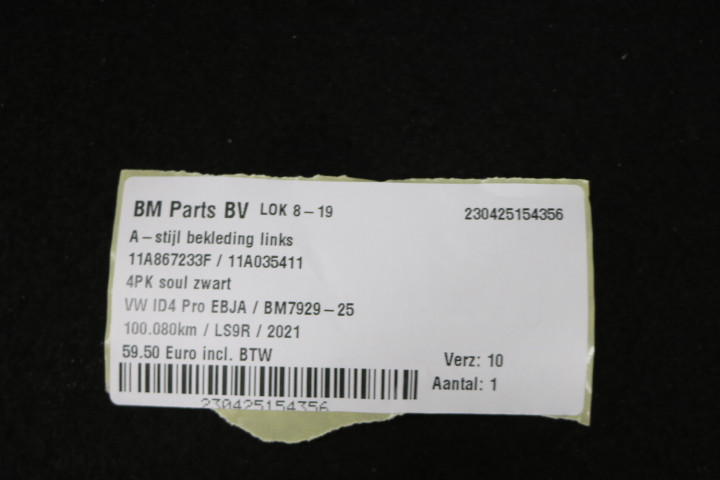 BM Parts BV LOK 8-19 230425154356
A-stijl bekleding links
11A867233F / 11A035411
4PK soul zwart
VW ID4 Pro EBJA / BM7929-25
100.080km / LS9R / 2021
59.50 Euro incl. BTW
Verz: 10
Aantal: 1
230425154356